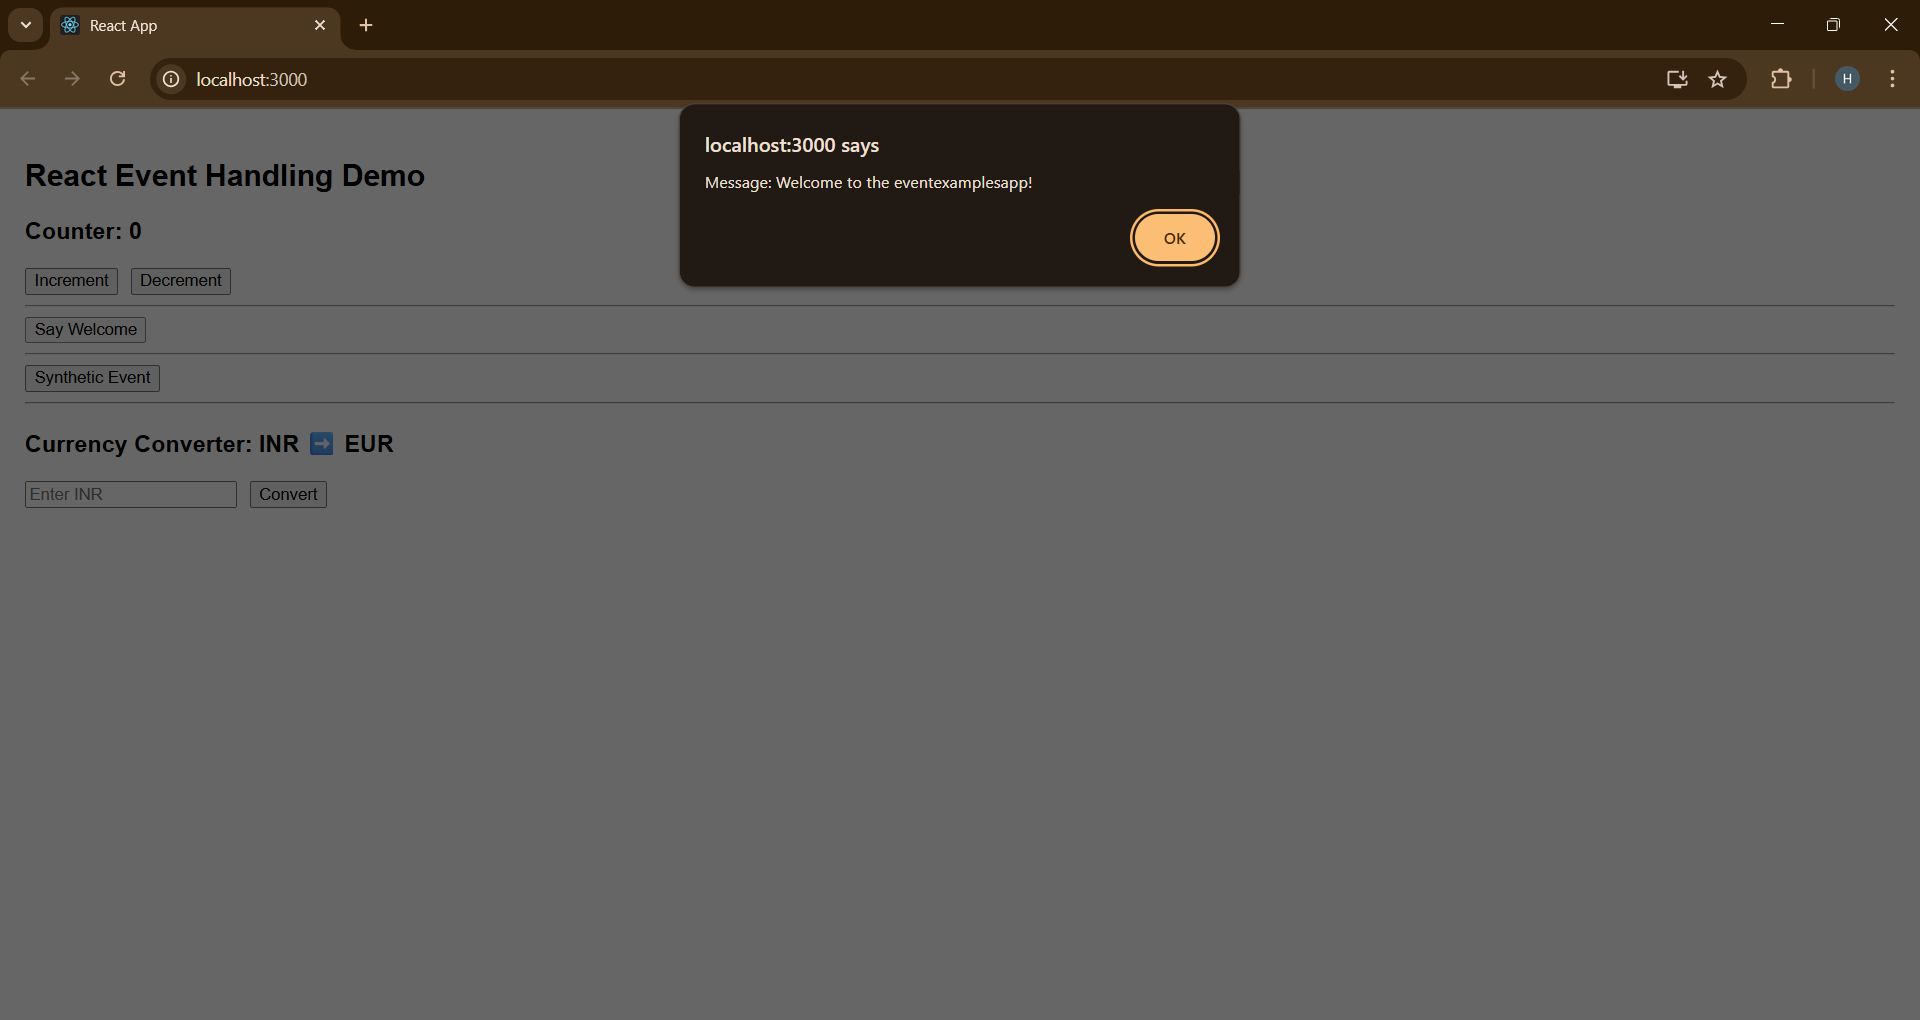 React App
localhost:3000
H
localhost:3000 says
Message: Welcome to the eventexamplesapp!
OK
React Event Handling Demo
Counter: 0
Increment Decrement
Say Welcome
Synthetic Event
Currency Converter: INR ➡️ EUR
Enter INR Convert